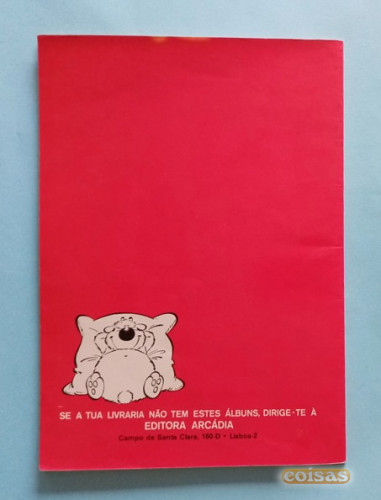 SE A TUA LIVRARIA NÃO TEM ESTES ÁLBUNS, DIRIGE-TE À
EDITORA ARCÁDIA
Campo de Santa Clara, 160-D • Lisboa-2
coisas